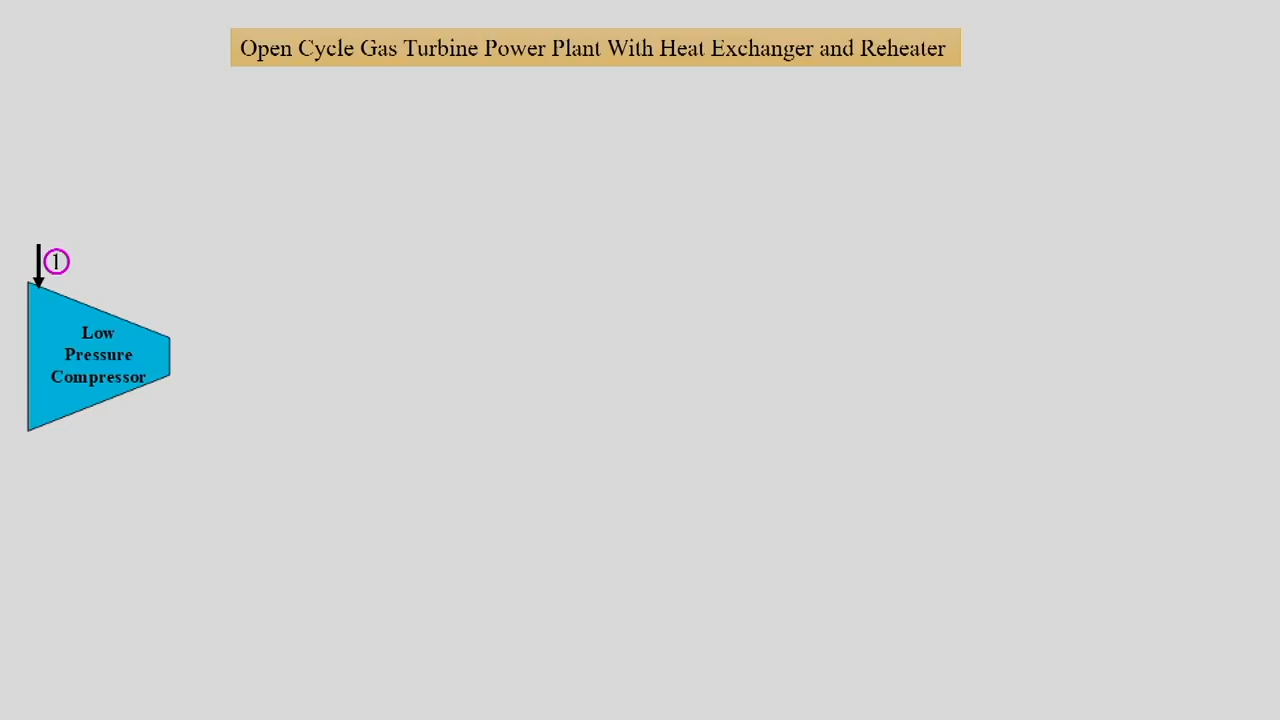 Open Cycle Gas Turbine Power Plant With Heat Exchanger and Reheater
1
Low
Pressure
Compressor